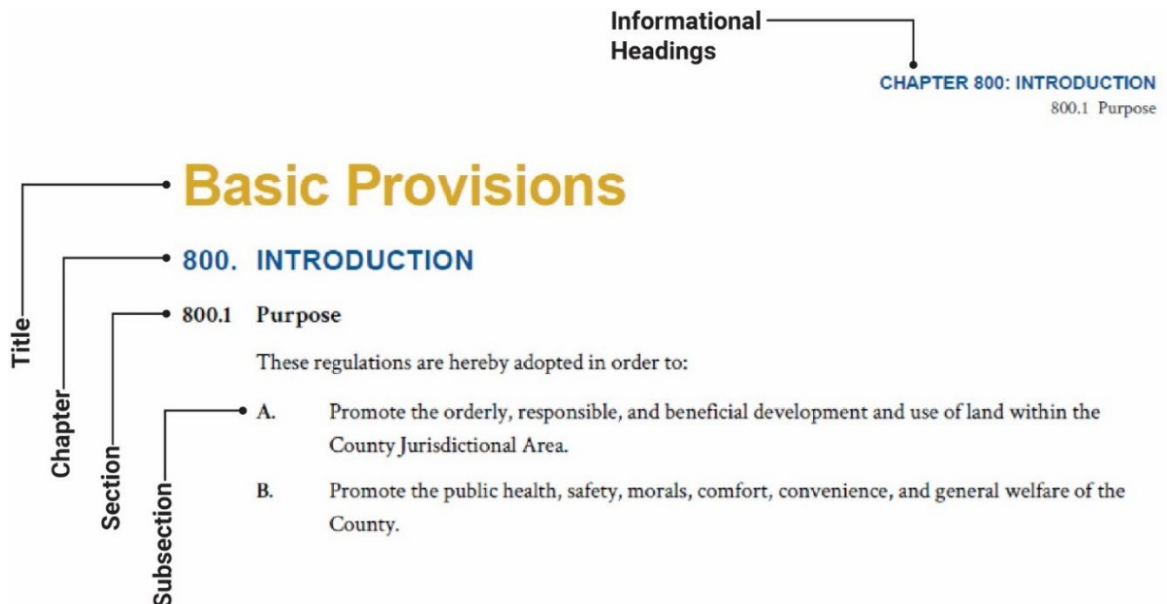 Informational
Headings
CHAPTER 800: INTRODUCTION
800.1 Purpose
Basic Provisions
800. INTRODUCTION
800.1 Purpose
These regulations are hereby adopted in order to:
A. Promote the orderly, responsible, and beneficial development and use of land within the
County Jurisdictional Area.
B. Promote the public health, safety, morals, comfort, convenience, and general welfare of the
County.
Title
Chapter
Section
Subsection